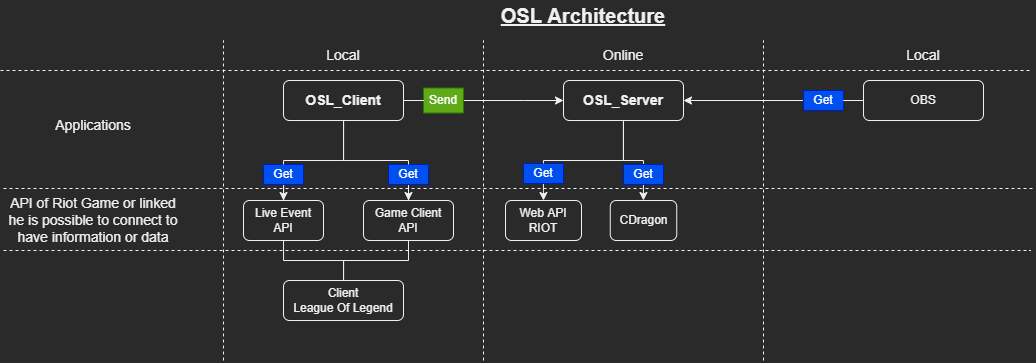 OSL Architecture
Local
Online
Local
OSL_Client
Send
OSL_Server
Get
OBS
Applications
Get
Get
Get
Get
API of Riot Game or linked
he is possible to connect to
have information or data
Live Event
API
Game Client
API
Web API
RIOT
CDragon
Client
League Of Legend